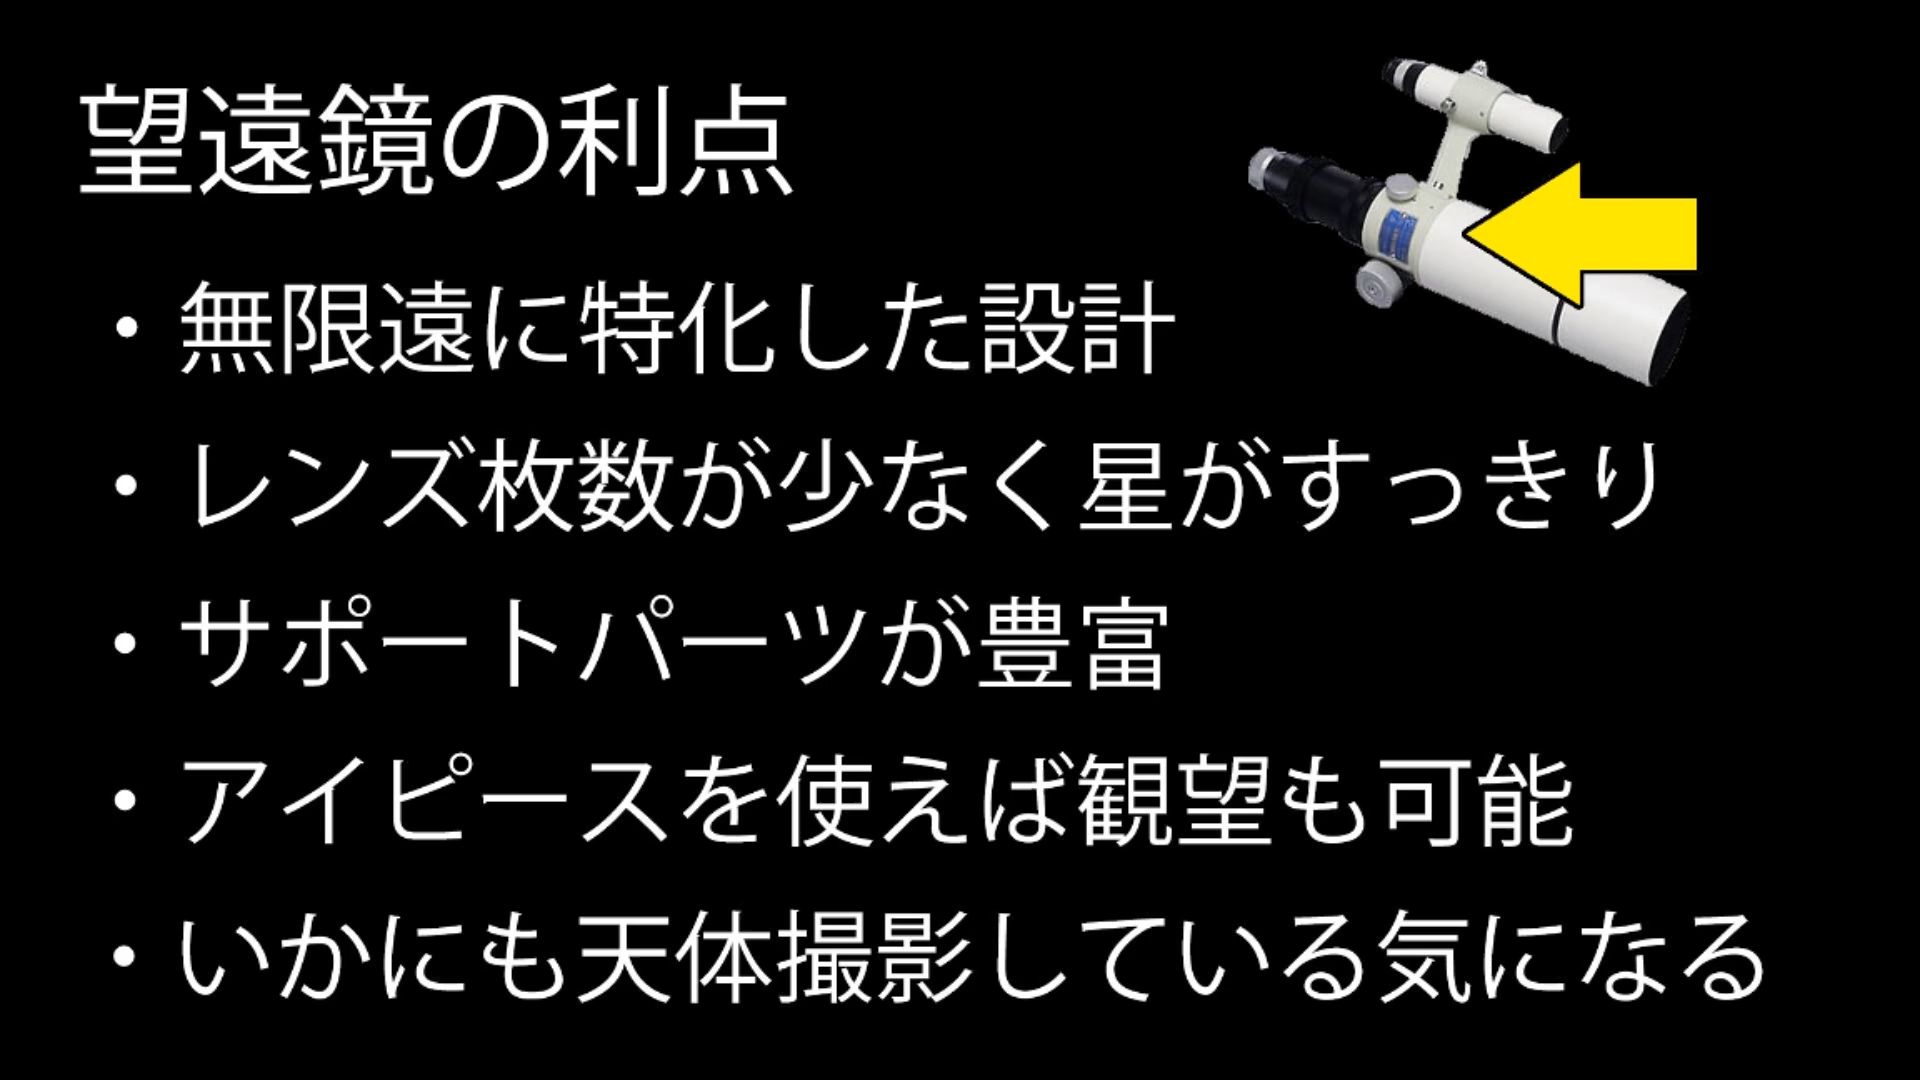 望遠鏡の利点
・無限遠に特化した設計
・レンズ枚数が少なく星がすっきり
・サポートパーツが豊富
・アイピースを使えば観望も可能
・いかにも天体撮影している気になる